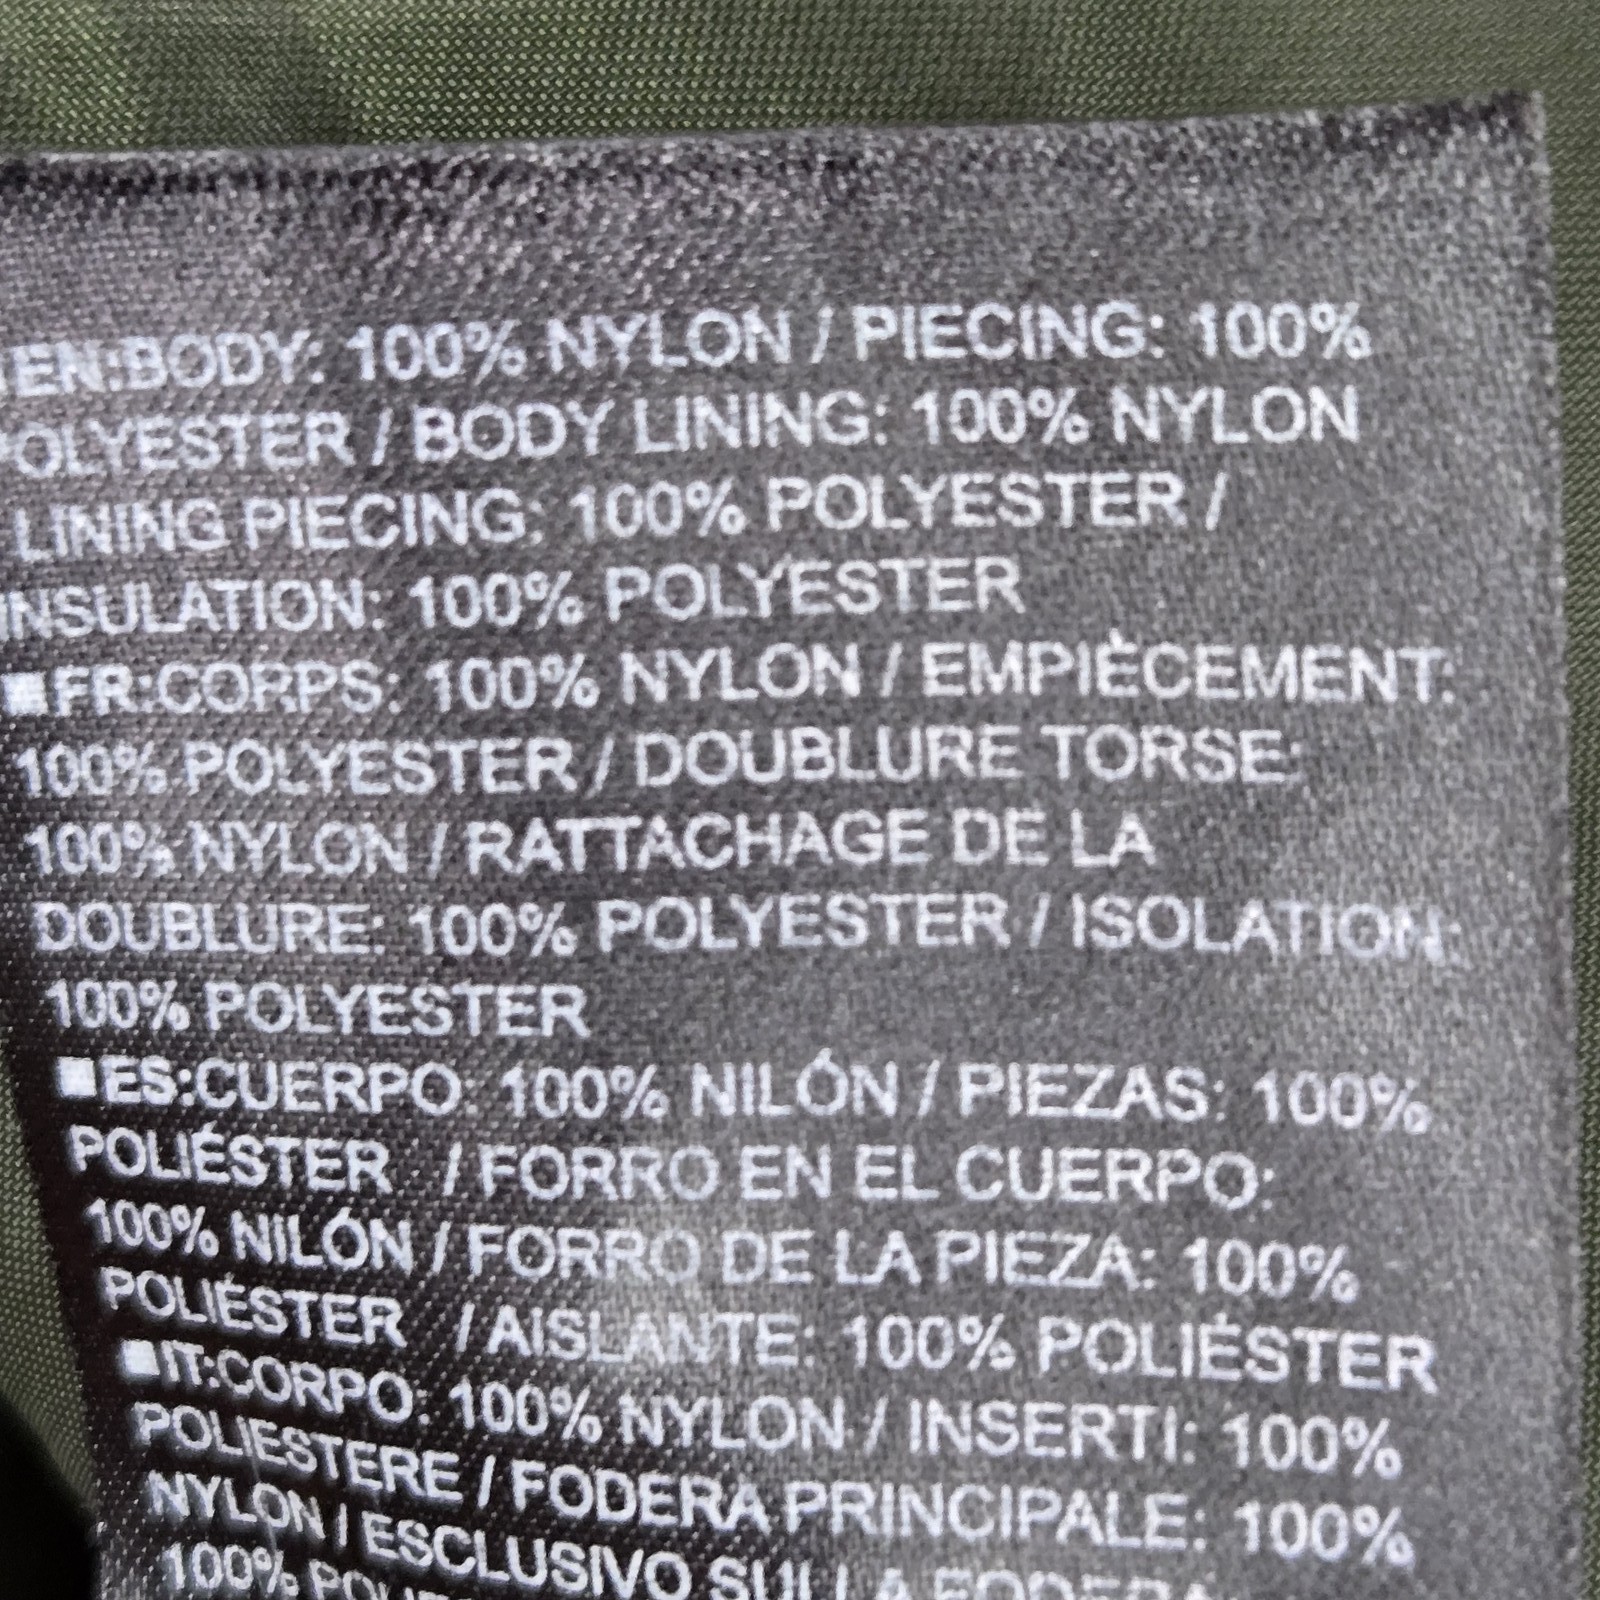 EN:BODY: 100% NYLON / PIECING: 100%
POLYESTER / BODY LINING: 100% NYLON
LINING PIECING: 100% POLYESTER /
INSULATION: 100% POLYESTER
■FR:CORPS: 100% NYLON / EMPIÈCEMENT:
100% POLYESTER / DOUBLURE TORSE:
100% NYLON / RATTACHAGE DE LA
DOUBLURE: 100% POLYESTER / ISOLATION:
100% POLYESTER
■ES:CUERPO: 100% NILÓN / PIEZAS: 100%
POLIÉSTER / FORRO EN EL CUERPO:
100% NILÓN / FORRO DE LA PIEZA: 100%
POLIÉSTER / AISLANTE: 100% POLIÉSTER
■IT:CORPO: 100% NYLON / INSERTI: 100%
POLIESTERE / FODERA PRINCIPALE: 100%
NYLON / ESCLUSIVO SULLA FODERA:
100%